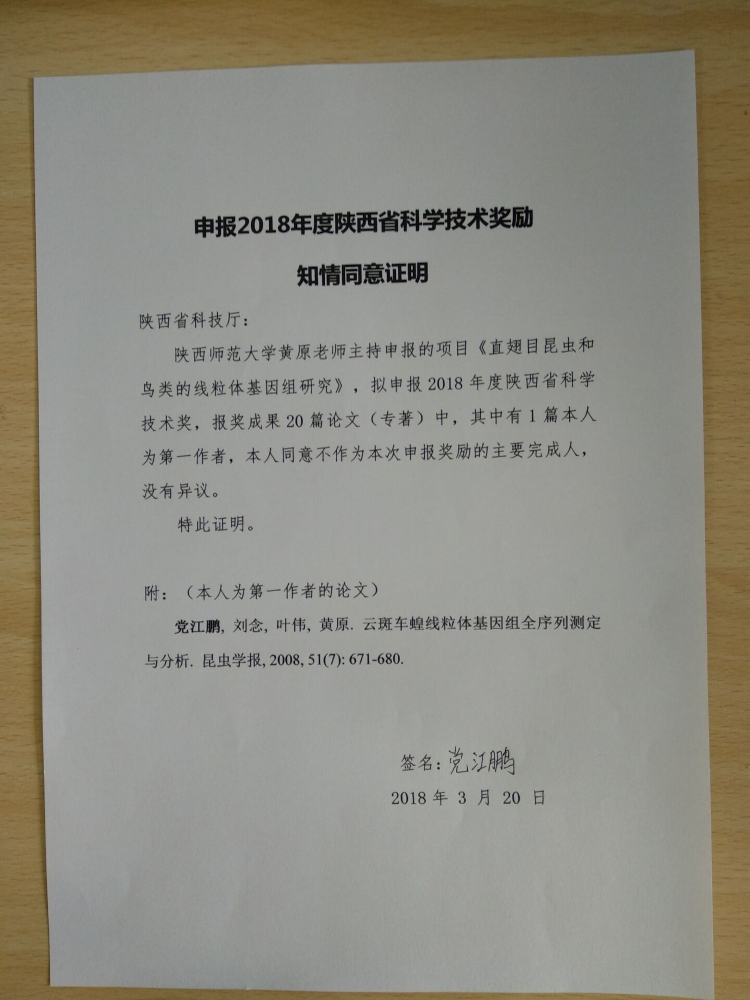 申报2018年度陕西省科学技术奖励
知情同意证明
陕西省科技厅：
陕西师范大学黄原老师主持申报的项目《直翅目昆虫和
鸟类的线粒体基因组研究》，拟申报 2018 年度陕西省科学
技术奖，报奖成果 20 篇论文（专著）中，其中有 1 篇本人
为第一作者，本人同意不作为本次申报奖励的主要完成人，
没有异议。
特此证明。
附：（本人为第一作者的论文）
党江鹏, 刘念, 叶伟, 黄原. 云斑车蝗线粒体基因组全序列测定
与分析. 昆虫学报, 2008, 51(7): 671-680.
签名：党江鹏
2018 年 3 月 20 日